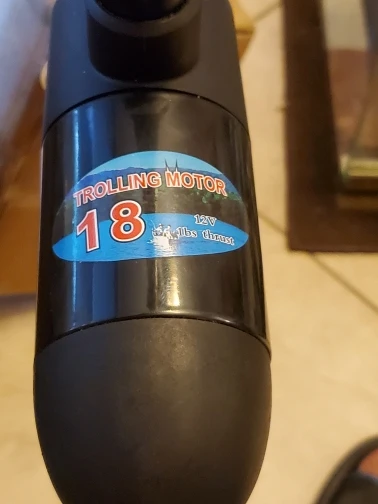 TROLLING MOTOR
18 12V
lbs thrust